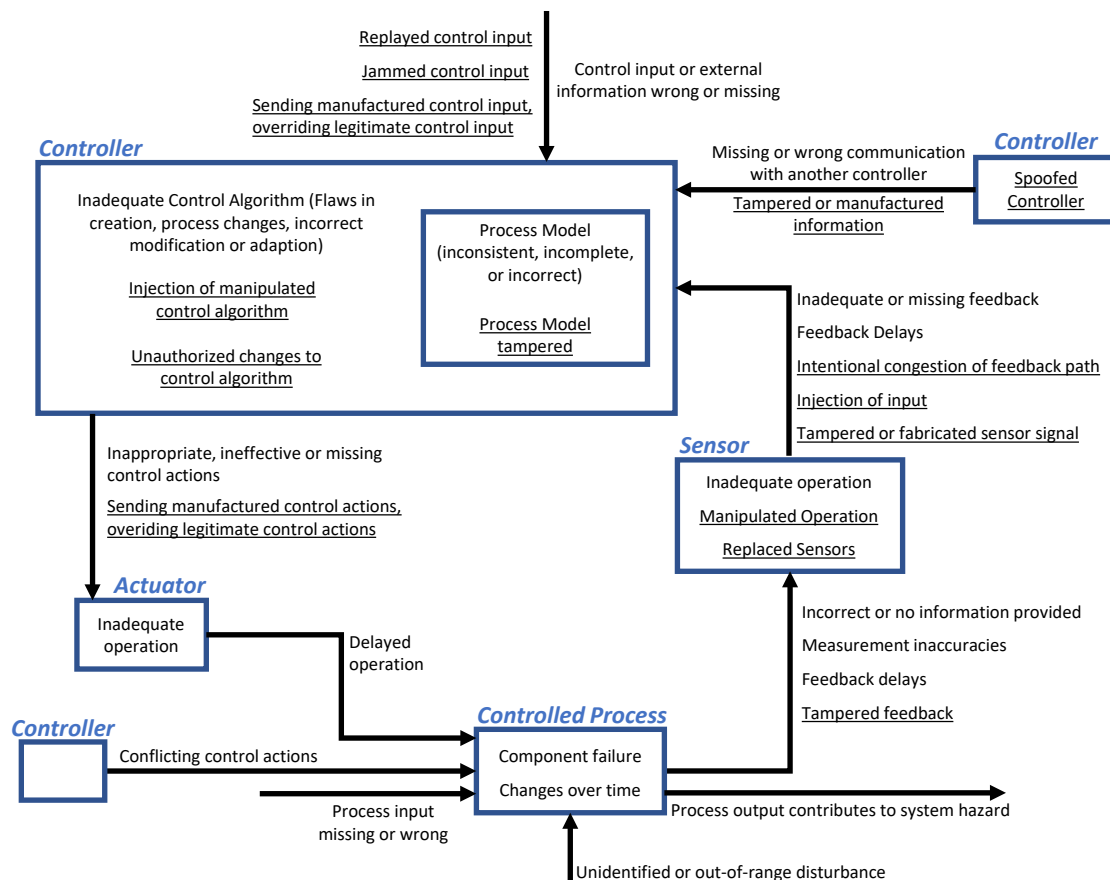 Replayed control input
Jammed control input
Sending manufactured control input,
overriding legitimate control input
Control input or external
information wrong or missing
Controller
Inadequate Control Algorithm (Flaws in
creation, process changes, incorrect
modification or adaption)
Injection of manipulated
control algorithm
Unauthorized changes to
control algorithm
Process Model
(inconsistent, incomplete,
or incorrect)
Process Model
tampered
Missing or wrong communication
with another controller
Tampered or manufactured
information
Controller
Spoofed
Controller
Inadequate or missing feedback
Feedback Delays
Intentional congestion of feedback path
Injection of input
Tampered or fabricated sensor signal
Sensor
Inadequate operation
Manipulated Operation
Replaced Sensors
Inappropriate, ineffective or missing
control actions
Sending manufactured control actions,
overiding legitimate control actions
Actuator
Inadequate
operation
Delayed
operation
Incorrect or no information provided
Measurement inaccuracies
Feedback delays
Tampered feedback
Controller
Conflicting control actions
Controlled Process
Component failure
Changes over time
Process input
missing or wrong
Process output contributes to system hazard
Unidentified or out-of-range disturbance